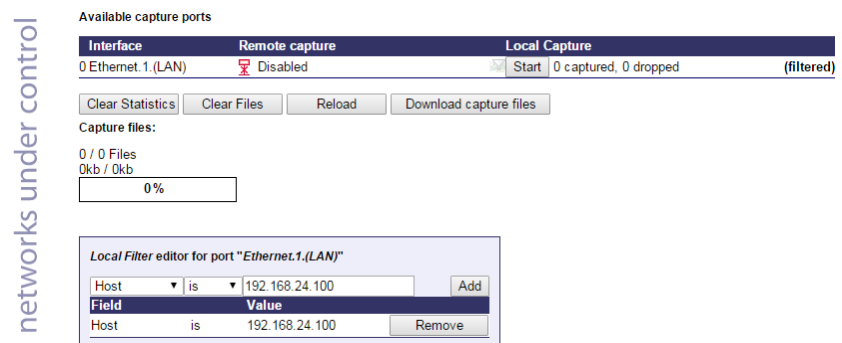 networks under control
Available capture ports
Interface Remote capture Local Capture
0 Ethernet.1.(LAN) Disabled Start 0 captured, 0 dropped (filtered)
Clear Statistics Clear Files Reload Download capture files
Capture files:
0 / 0 Files
0kb / 0kb
0%
Local Filter editor for port "Ethernet.1.(LAN)"
Host is 192.168.24.100 Add
Field Value
Host is 192.168.24.100 Remove